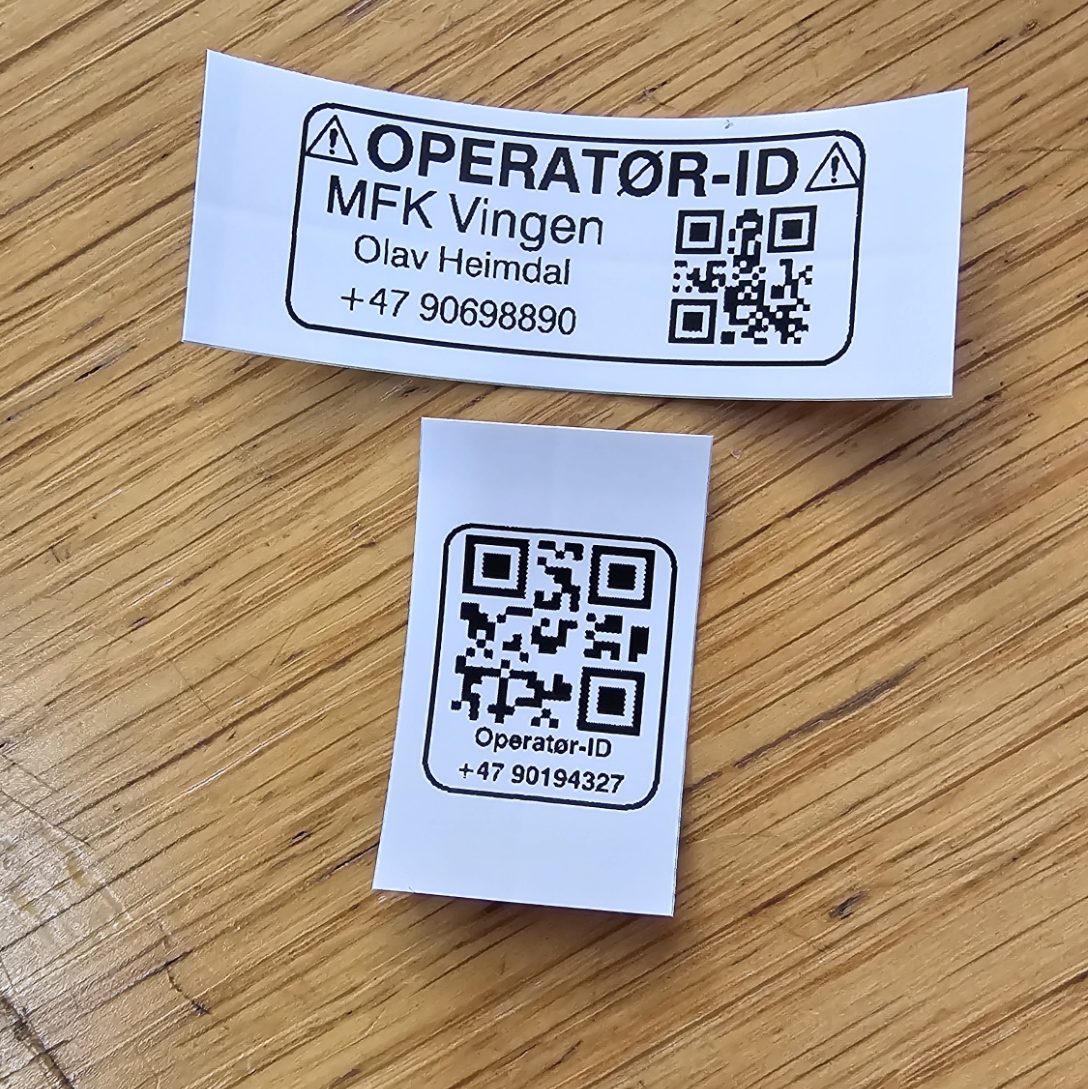 OPERATØR-ID
MFK Vingen
Olav Heimdal
+47 90698890
Operatør-ID
+47 90194327